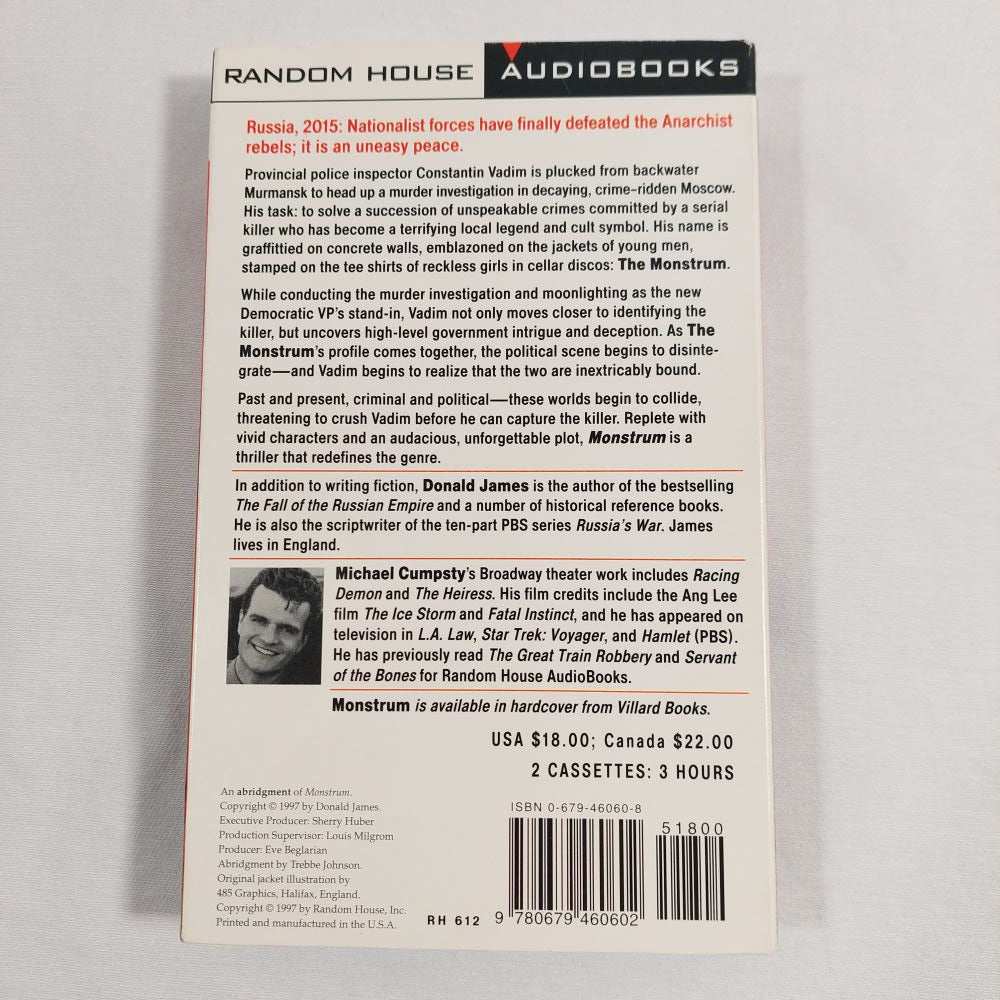 RANDOM HOUSE AUDIOBOOKS
Russia, 2015: Nationalist forces have finally defeated the Anarchist
rebels; it is an uneasy peace.
Provincial police inspector Constantin Vadim is plucked from backwater
Murmansk to head up a murder investigation in decaying, crime-ridden Moscow.
His task: to solve a succession of unspeakable crimes committed by a serial
killer who has become a terrifying local legend and cult symbol. His name is
graffittied on concrete walls, emblazoned on the jackets of young men,
stamped on the tee shirts of reckless girls in cellar discos: The Monstrum.
While conducting the murder investigation and moonlighting as the new
Democratic VP's stand-in, Vadim not only moves closer to identifying the
killer, but uncovers high-level government intrigue and deception. As The
Monstrum's profile comes together, the political scene begins to disinte-
grate—and Vadim begins to realize that the two are inextricably bound.
Past and present, criminal and political—these worlds begin to collide,
threatening to crush Vadim before he can capture the killer. Replete with
vivid characters and an audacious, unforgettable plot, Monstrum is a
thriller that redefines the genre.
In addition to writing fiction, Donald James is the author of the bestselling
The Fall of the Russian Empire and a number of historical reference books.
He is also the scriptwriter of the ten-part PBS series Russia's War. James
lives in England.
Michael Cumpsty's Broadway theater work includes Racing
Demon and The Heiress. His film credits include the Ang Lee
film The Ice Storm and Fatal Instinct, and he has appeared on
television in L.A. Law, Star Trek: Voyager, and Hamlet (PBS).
He has previously read The Great Train Robbery and Servant
of the Bones for Random House AudioBooks.
Monstrum is available in hardcover from Villard Books.
USA $18.00; Canada $22.00
2 CASSETTES: 3 HOURS
An abridgment of Monstrum.
Copyright © 1997 by Donald James.
Executive Producer: Sherry Huber
Production Supervisor: Louis Milgrom
Producer: Eve Beglarian
Abridgment by Trebbe Johnson.
Original jacket illustration by
485 Graphics, Halifax, England.
Copyright © 1997 by Random House, Inc.
Printed and manufactured in the U.S.A.
RH 612
ISBN 0-679-46060-8
51800
9 780679 460602